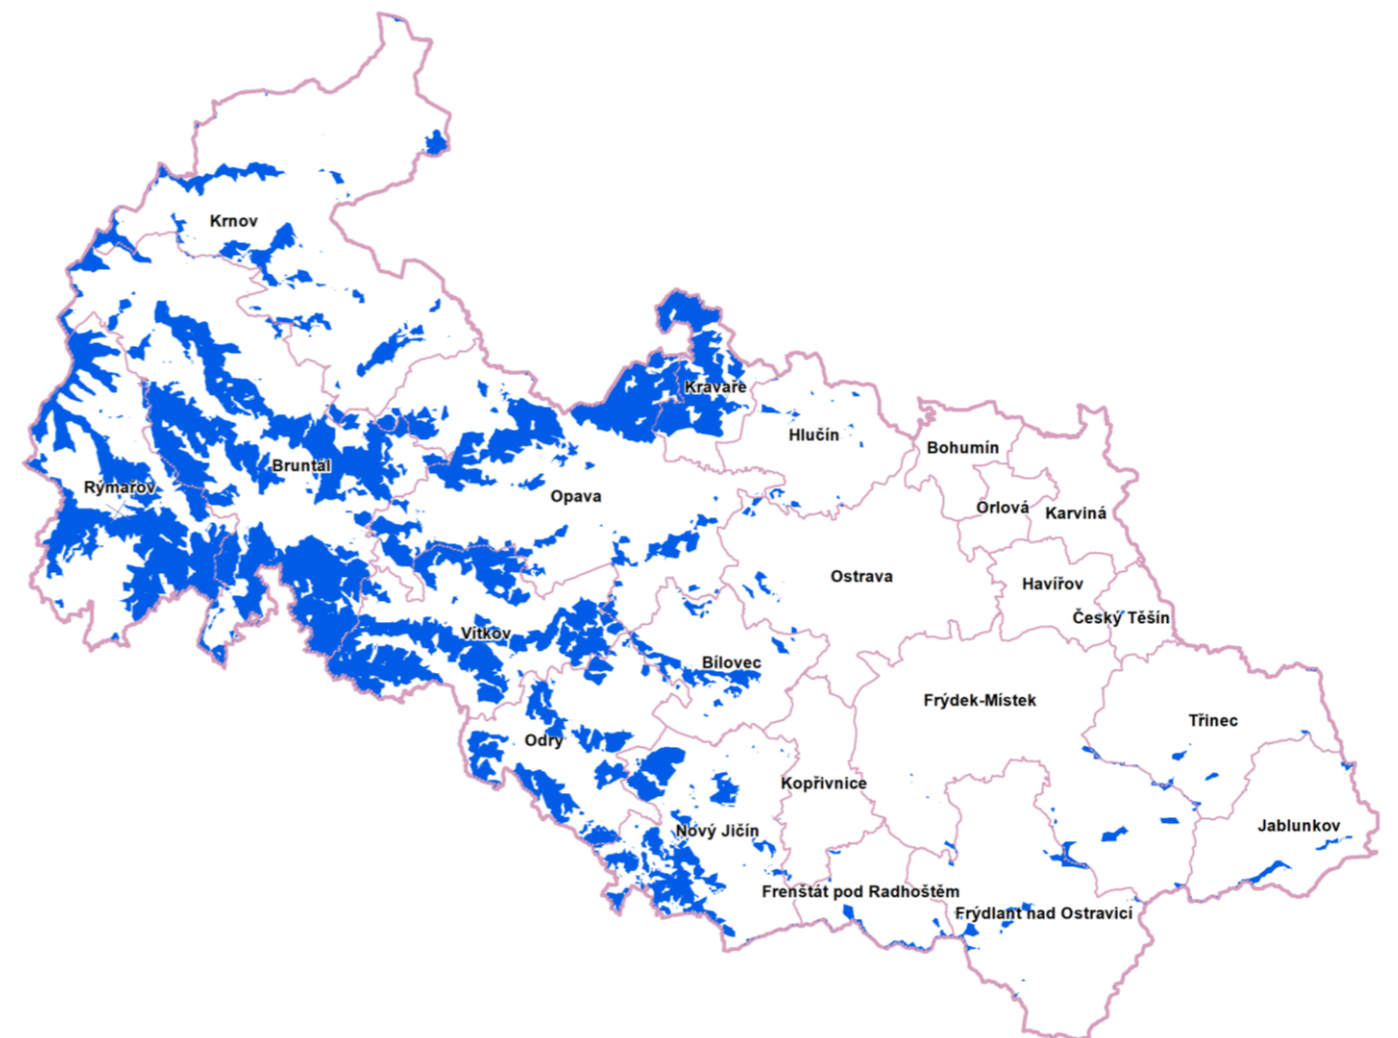 Krnov
Kravaře
Hlučín
Bohumín
Bruntál
Rýmařov
Opava
Orlová
Karviná
Ostrava
Havířov
Český Těšín
Vítkov
Bílovec
Frýdek-Místek
Třinec
Odry
Kopřivnice
Nový Jičín
Jablunkov
Frenštát pod Radhoštěm
Frýdlant nad Ostravicí